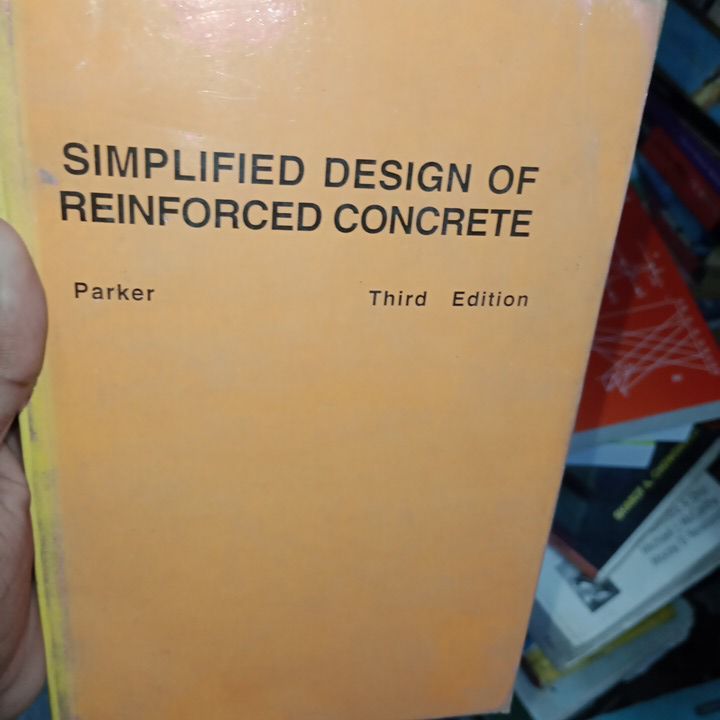 SIMPLIFIED DESIGN OF
REINFORCED CONCRETE
Parker Third Edition